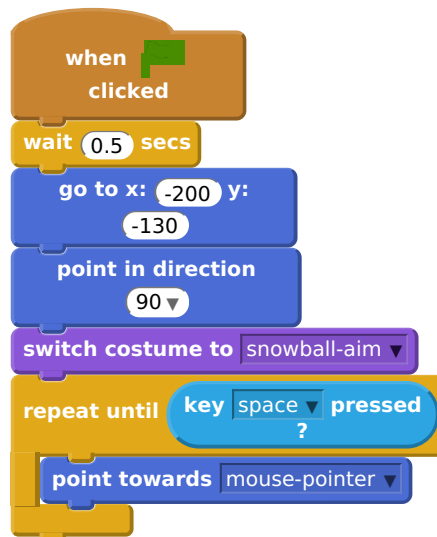 when
clicked
wait 0.5 secs
go to x: -200 y:
-130
point in direction
90
switch costume to snowball-aim
repeat until key space pressed
?
point towards mouse-pointer